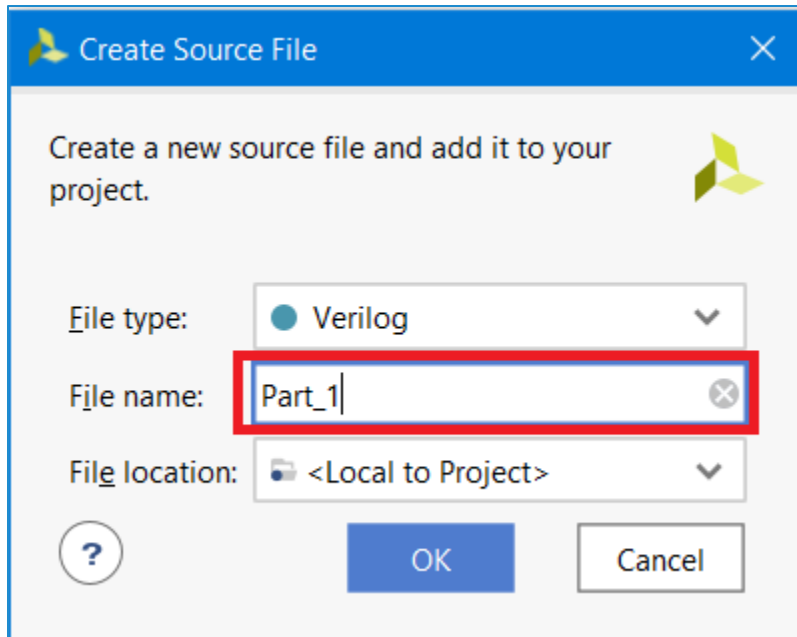 Create Source File
Create a new source file and add it to your
project.
File type: Verilog
File name: Part_1
File location: <Local to Project>
? OK Cancel